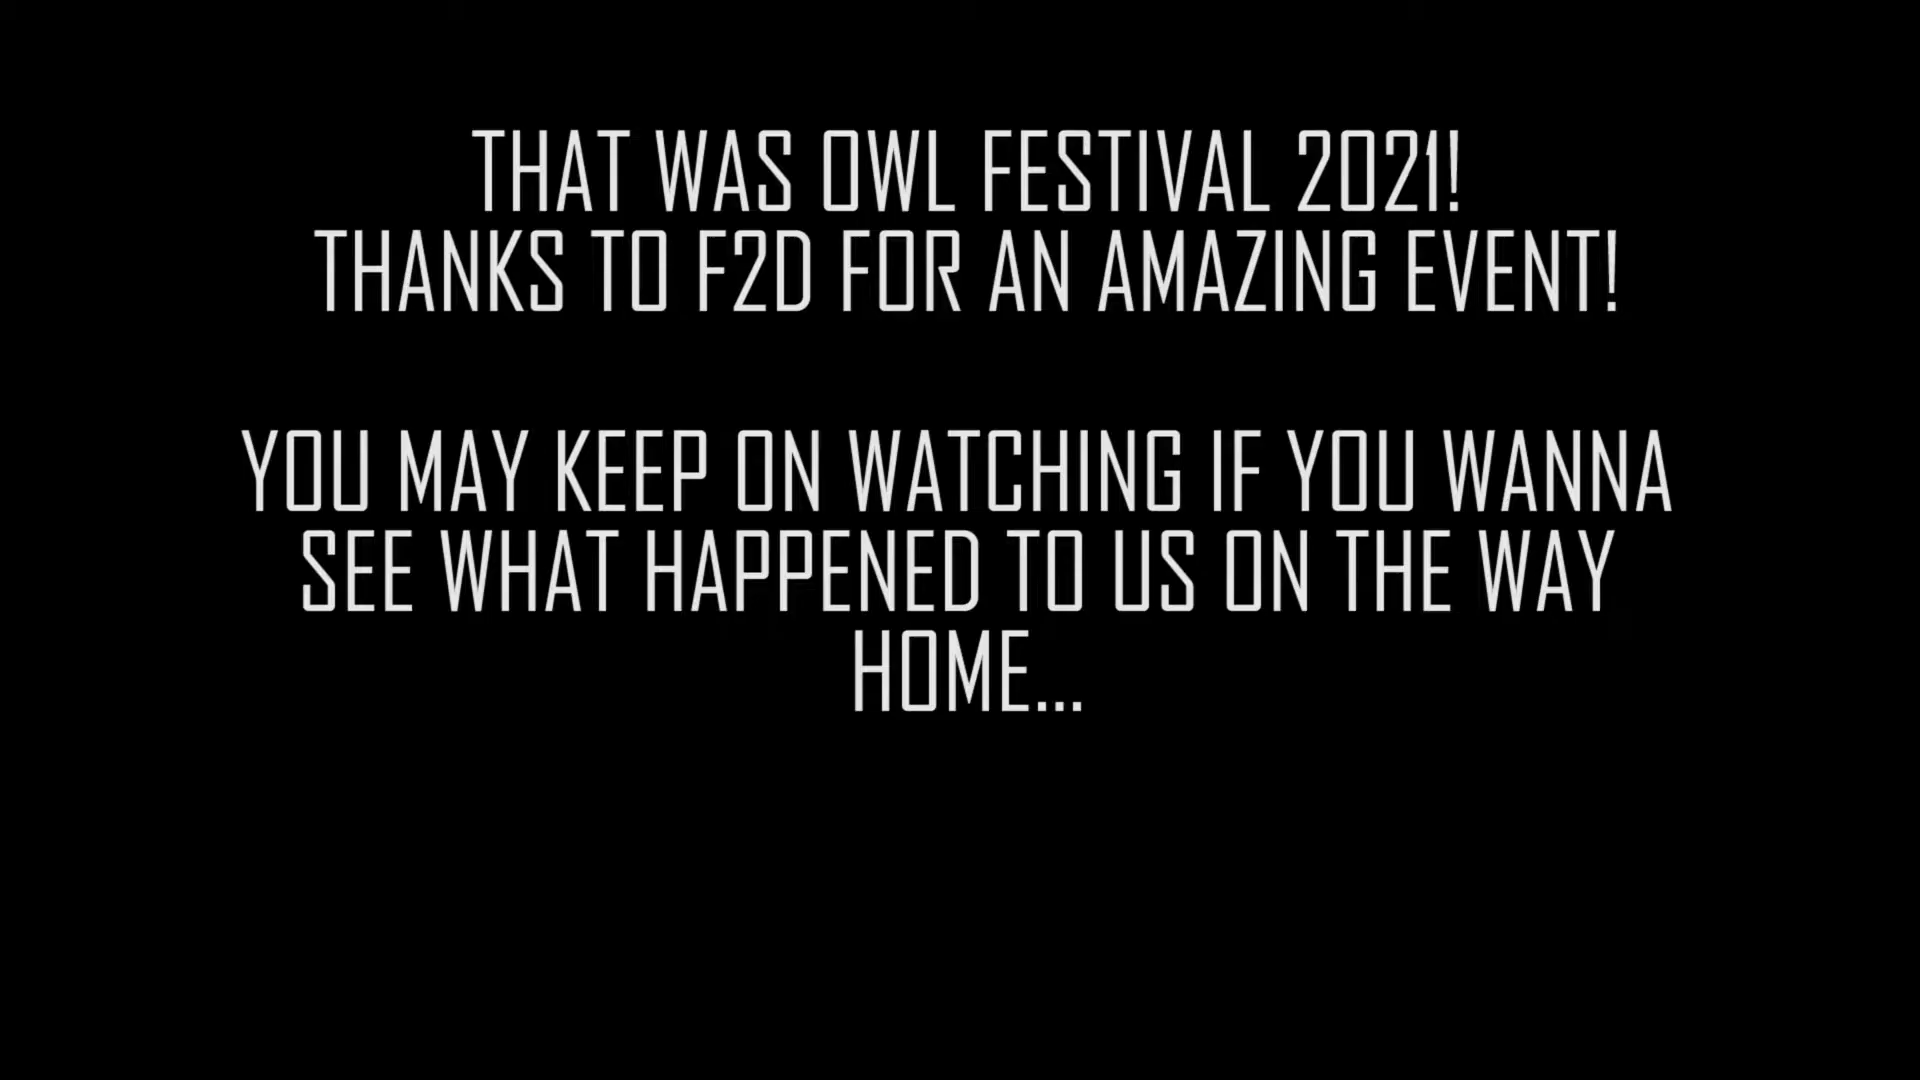 THAT WAS OWL FESTIVAL 2021!
THANKS TO F2D FOR AN AMAZING EVENT!
YOU MAY KEEP ON WATCHING IF YOU WANNA
SEE WHAT HAPPENED TO US ON THE WAY
HOME...